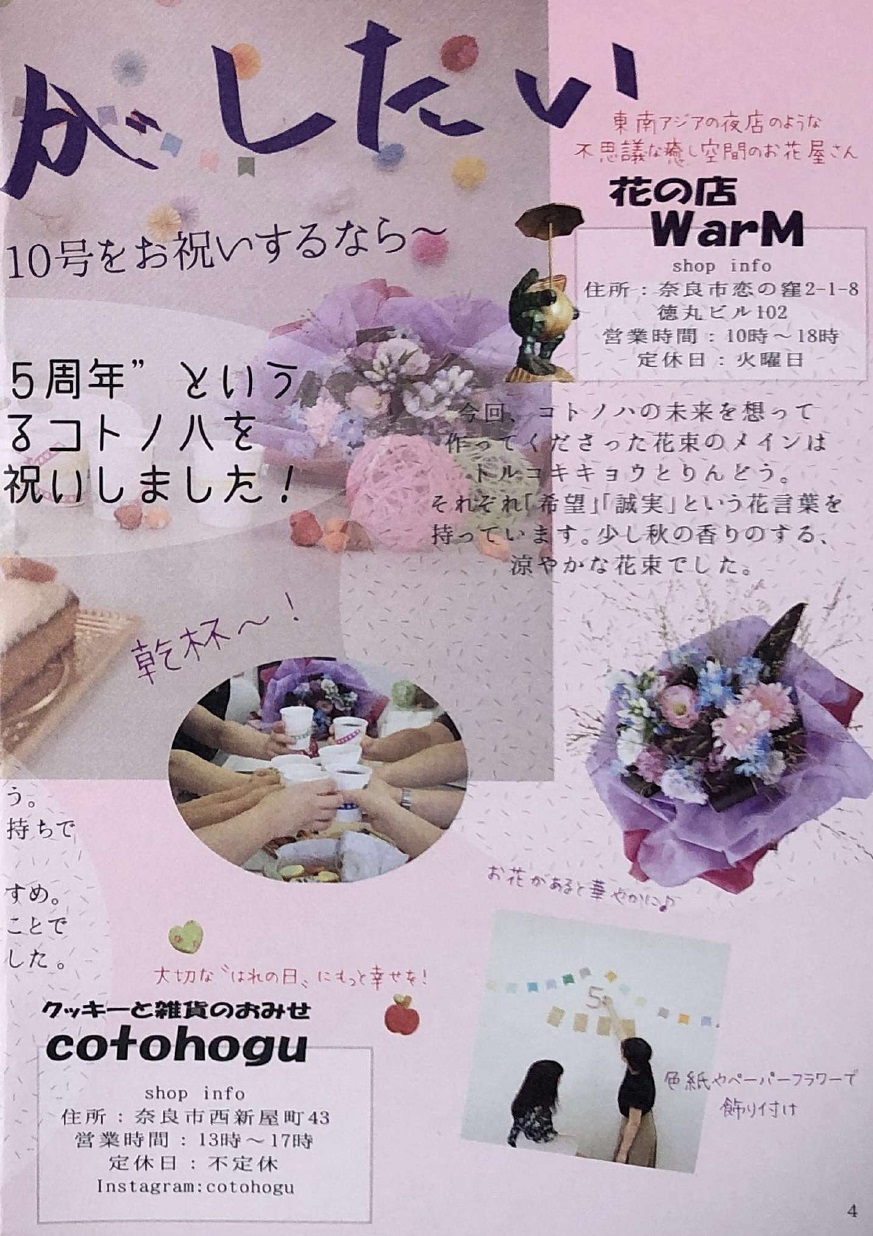 がしたい
10号をお祝いするなら〜
5周年”という
るコトノハを
祝いしました！
東南アジアの夜店のような
不思議な癒し空間のお花屋さん
花の店
WarM
shop info
住所：奈良市恋の窪2-1-8
徳丸ビル102
営業時間：10時〜18時
定休日：火曜日
今回、コトノハの未来を想って
作ってくださった花束のメインは
トルコキキョウとりんどう。
それぞれ「希望」「誠実」という花言葉を
持っています。少し秋の香りのする、
涼やかな花束でした。
乾杯〜！
う。
持ちで
すめ。
ことで
した。
お花があると華やかに♪
大切な〝はれの日〟にもっと幸せを！
クッキーと雑貨のおみせ
cotohogu
shop info
住所：奈良市西新屋町43
営業時間：13時〜17時
定休日：不定休
Instagram:cotohogu
5
色紙やペーパーフラワーで
飾り付け
4